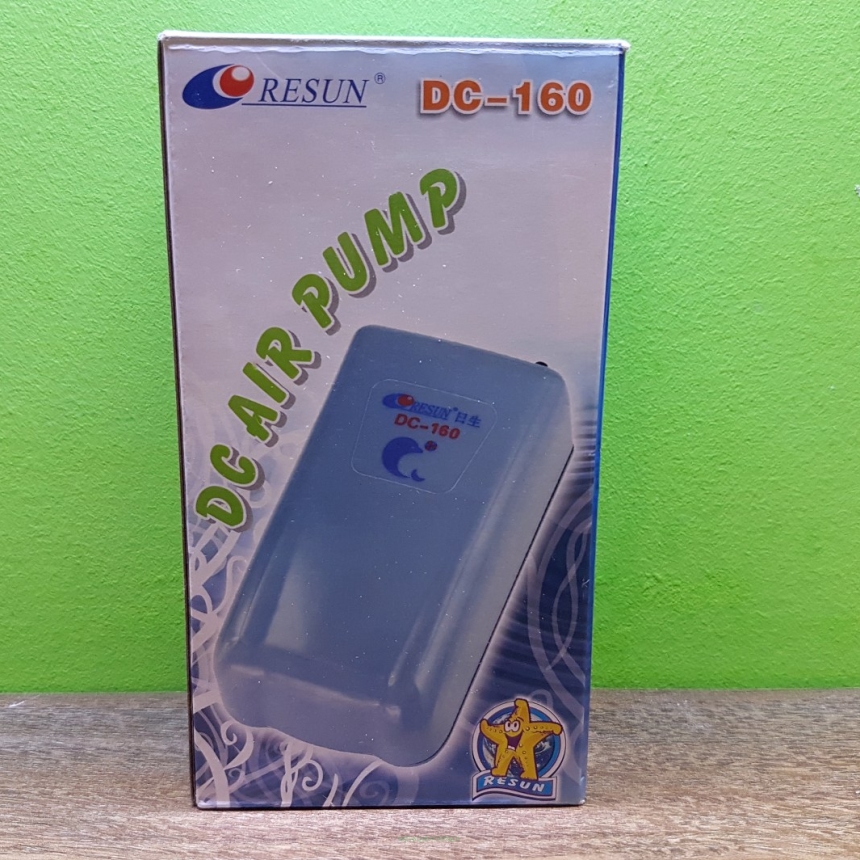 RESUN®
DC-160
DC AIR PUMP
RESUN® 日生
DC-160
RESUN